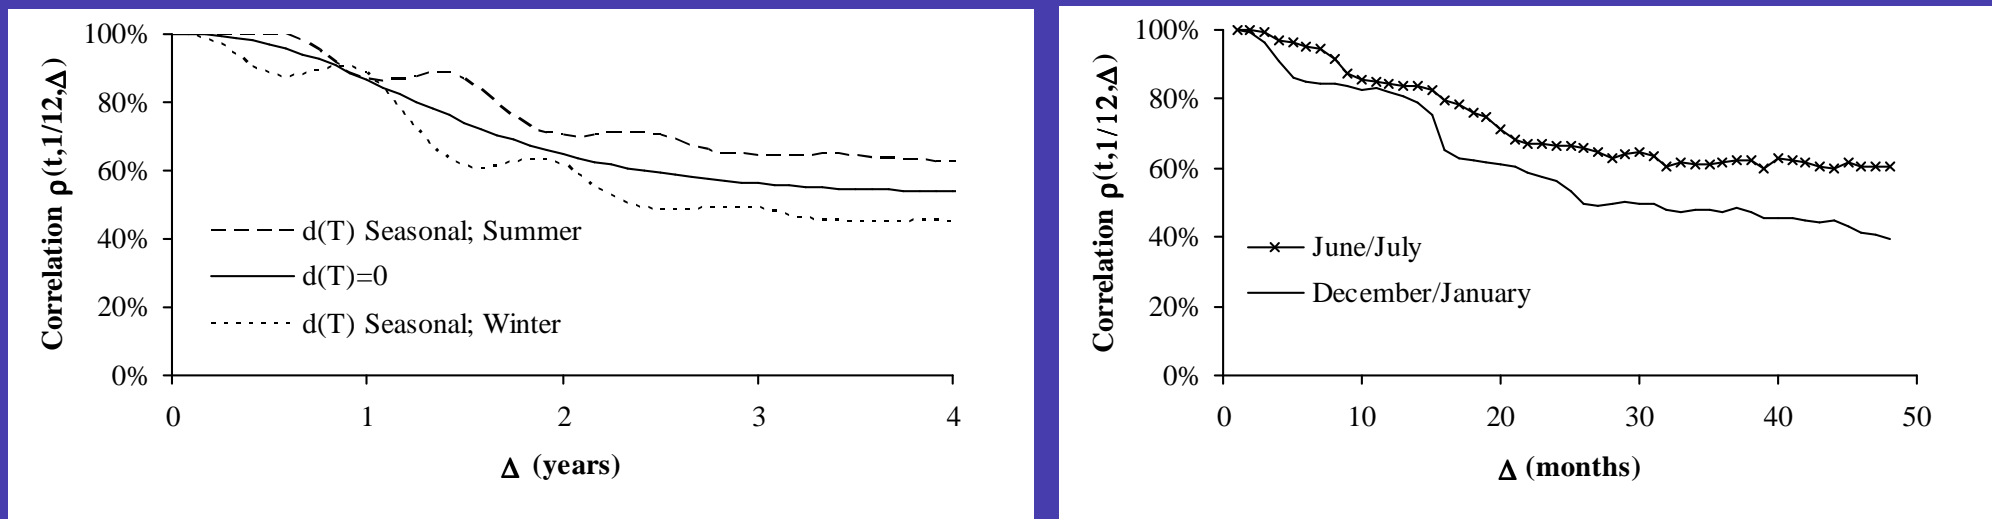 100%
80%
60%
40%
20%
0%
Correlation ρ(t,1/12,Δ)
d(T) Seasonal; Summer
d(T)=0
d(T) Seasonal; Winter
0 1 2 3 4
Δ (years)
100%
80%
60%
40%
20%
0%
Correlation ρ(t,1/12,Δ)
June/July
December/January
0 10 20 30 40 50
Δ (months)